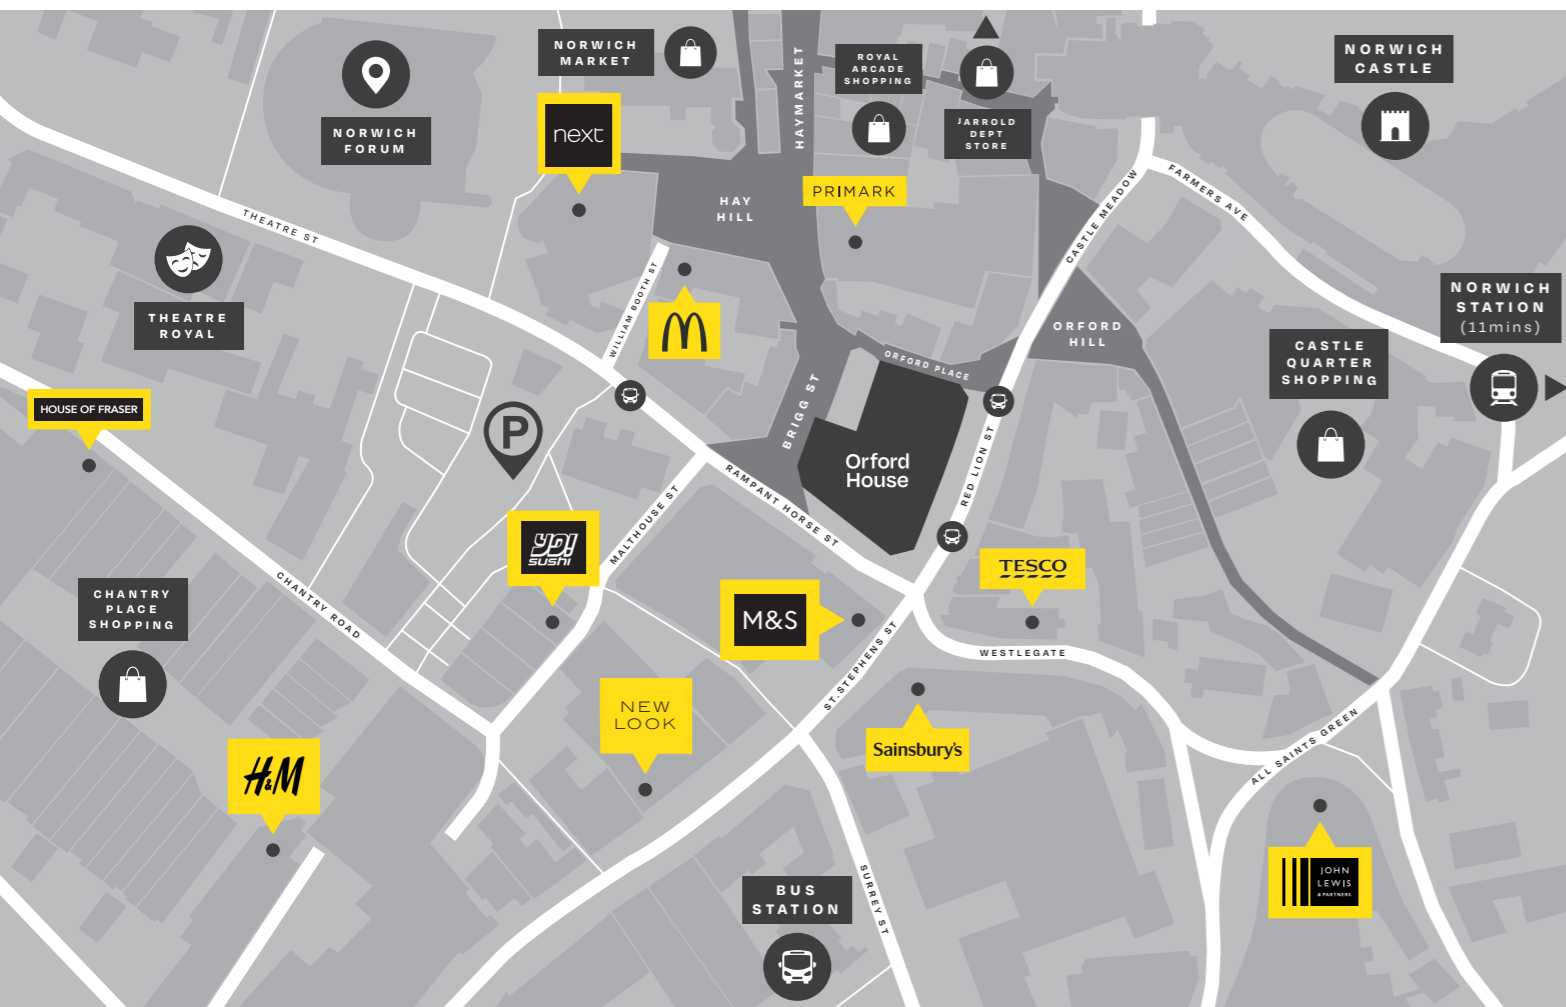 NORWICH
MARKET
HAYMARKET
ROYAL
ARCADE
SHOPPING
JARROLD
DEPT
STORE
NORWICH
CASTLE
NORWICH
FORUM
next
PRIMARK
HAY
HILL
CASTLE MEADOW
FARMERS AVE
THEATRE ST
THEATRE
ROYAL
WILLIAM BOOTH ST
M
ORFORD
HILL
NORWICH
STATION
(11mins)
CASTLE
QUARTER
SHOPPING
ORFORD PLACE
BRIGG ST
HOUSE OF FRASER
P
Orford
House
RED LION ST
RAMPANT HORSE ST
MALTHOUSE ST
YO!
SUSHI
TESCO
CHANTRY
PLACE
SHOPPING
CHANTRY ROAD
M&S
ST.STEPHENS ST
WESTLEGATE
NEW
LOOK
Sainsbury's
ALL SAINTS GREEN
H&M
SURREY ST
BUS
STATION
JOHN
LEWIS
& PARTNERS